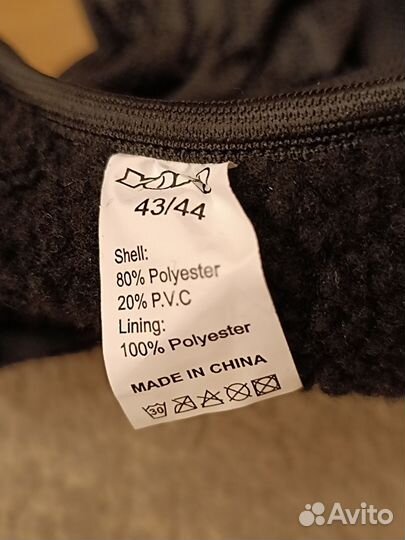 43/44
Shell:
80% Polyester
20% P.V.C
Lining:
100% Polyester
MADE IN CHINA
30
Avito